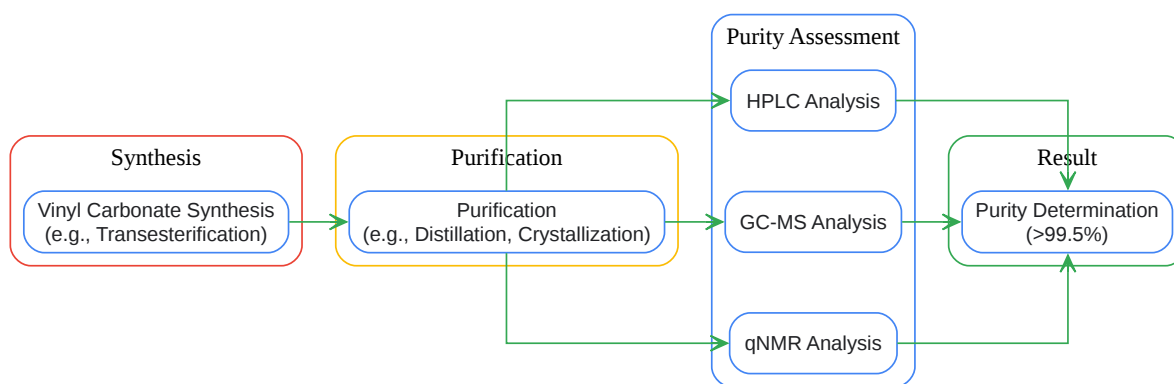 Synthesis
Vinyl Carbonate Synthesis
(e.g., Transesterification)
Purification
Purification
(e.g., Distillation, Crystallization)
Purity Assessment
HPLC Analysis
GC-MS Analysis
qNMR Analysis
Result
Purity Determination
(>99.5%)